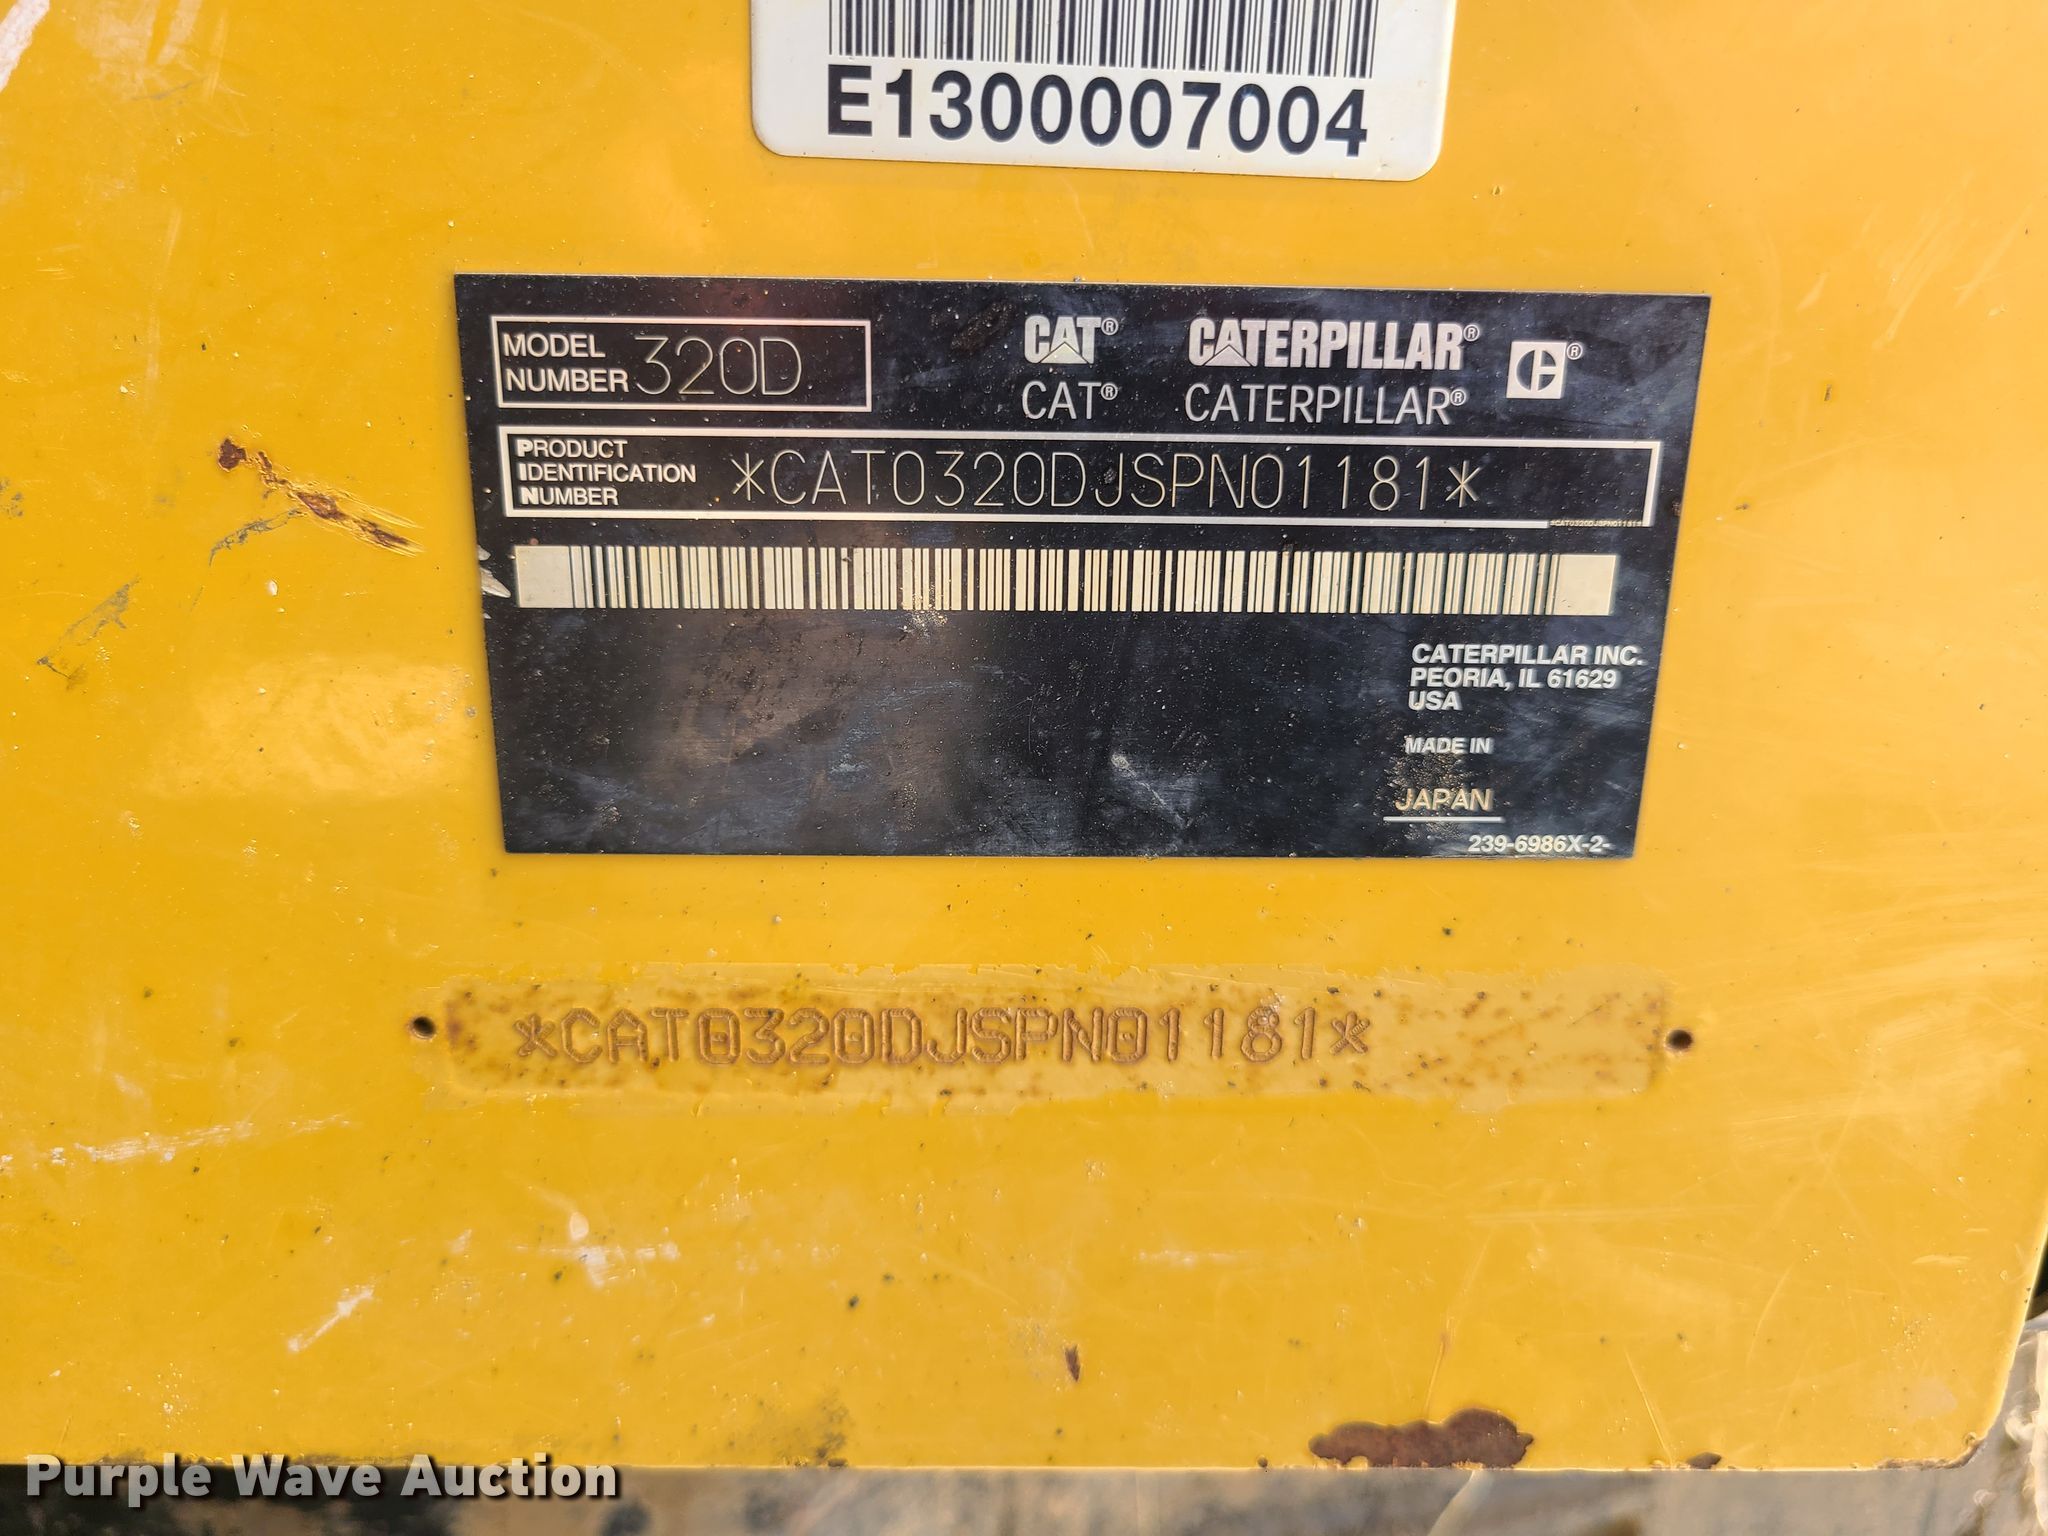 E1300007004
MODEL NUMBER 320D
CAT® CATERPILLAR® C®
CAT® CATERPILLAR®
PRODUCT IDENTIFICATION NUMBER *CAT0320DJSPN01181*
*CAT0320DJSPN01181*
CATERPILLAR INC.
PEORIA, IL 61629
USA
MADE IN
JAPAN
239-6986X-2-
*CAT0320DJSPN01181*
Purple Wave Auction